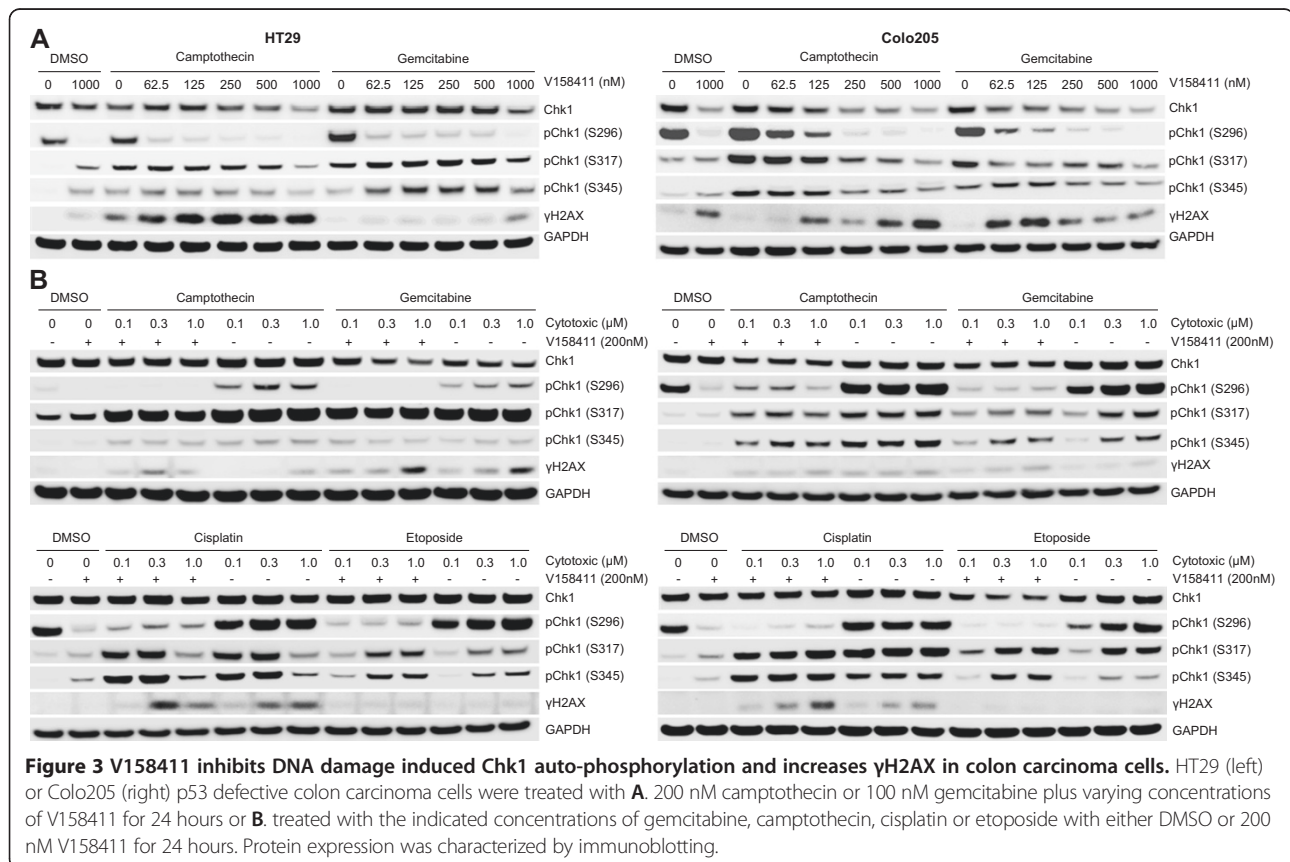 A
HT29
Colo205
DMSO Camptothecin Gemcitabine DMSO Camptothecin Gemcitabine
0 1000 0 62.5 125 250 500 1000 0 62.5 125 250 500 1000 V158411 (nM) 0 1000 0 62.5 125 250 500 1000 0 62.5 125 250 500 1000 V158411 (nM)
Chk1 Chk1
pChk1 (S296) pChk1 (S296)
pChk1 (S317) pChk1 (S317)
pChk1 (S345) pChk1 (S345)
γH2AX γH2AX
GAPDH GAPDH
B
DMSO Camptothecin Gemcitabine DMSO Camptothecin Gemcitabine
0 0 0.1 0.3 1.0 0.1 0.3 1.0 0.1 0.3 1.0 0.1 0.3 1.0 Cytotoxic (µM) 0 0 0.1 0.3 1.0 0.1 0.3 1.0 0.1 0.3 1.0 0.1 0.3 1.0 Cytotoxic (µM)
- + + + + - - - + + + - - - V158411 (200nM) - + + + + - - - + + + - - - V158411 (200nM)
Chk1 Chk1
pChk1 (S296) pChk1 (S296)
pChk1 (S317) pChk1 (S317)
pChk1 (S345) pChk1 (S345)
γH2AX γH2AX
GAPDH GAPDH
DMSO Cisplatin Etoposide DMSO Cisplatin Etoposide
0 0 0.1 0.3 1.0 0.1 0.3 1.0 0.1 0.3 1.0 0.1 0.3 1.0 Cytotoxic (µM) 0 0 0.1 0.3 1.0 0.1 0.3 1.0 0.1 0.3 1.0 0.1 0.3 1.0 Cytotoxic (µM)
- + + + + - - - + + + - - - V158411 (200nM) - + + + + - - - + + + - - - V158411 (200nM)
Chk1 Chk1
pChk1 (S296) pChk1 (S296)
pChk1 (S317) pChk1 (S317)
pChk1 (S345) pChk1 (S345)
γH2AX γH2AX
GAPDH GAPDH
Figure 3 V158411 inhibits DNA damage induced Chk1 auto-phosphorylation and increases γH2AX in colon carcinoma cells. HT29 (left)
or Colo205 (right) p53 defective colon carcinoma cells were treated with A. 200 nM camptothecin or 100 nM gemcitabine plus varying concentrations
of V158411 for 24 hours or B. treated with the indicated concentrations of gemcitabine, camptothecin, cisplatin or etoposide with either DMSO or 200
nM V158411 for 24 hours. Protein expression was characterized by immunoblotting.